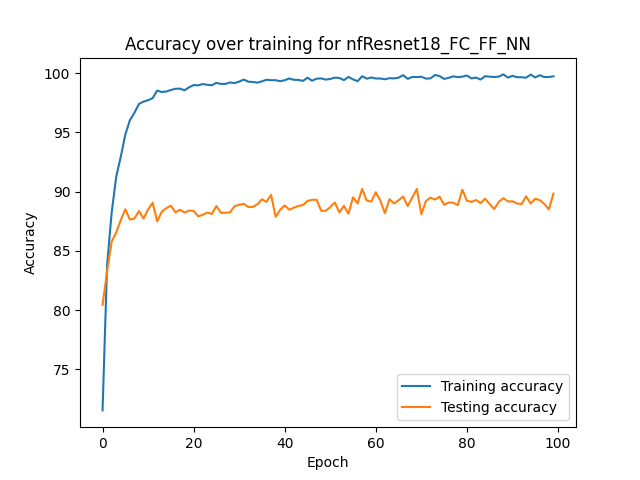 Accuracy over training for nfResnet18_FC_FF_NN
100
95
90
85
80
75
Accuracy
0 20 40 60 80 100
Epoch
Training accuracy
Testing accuracy